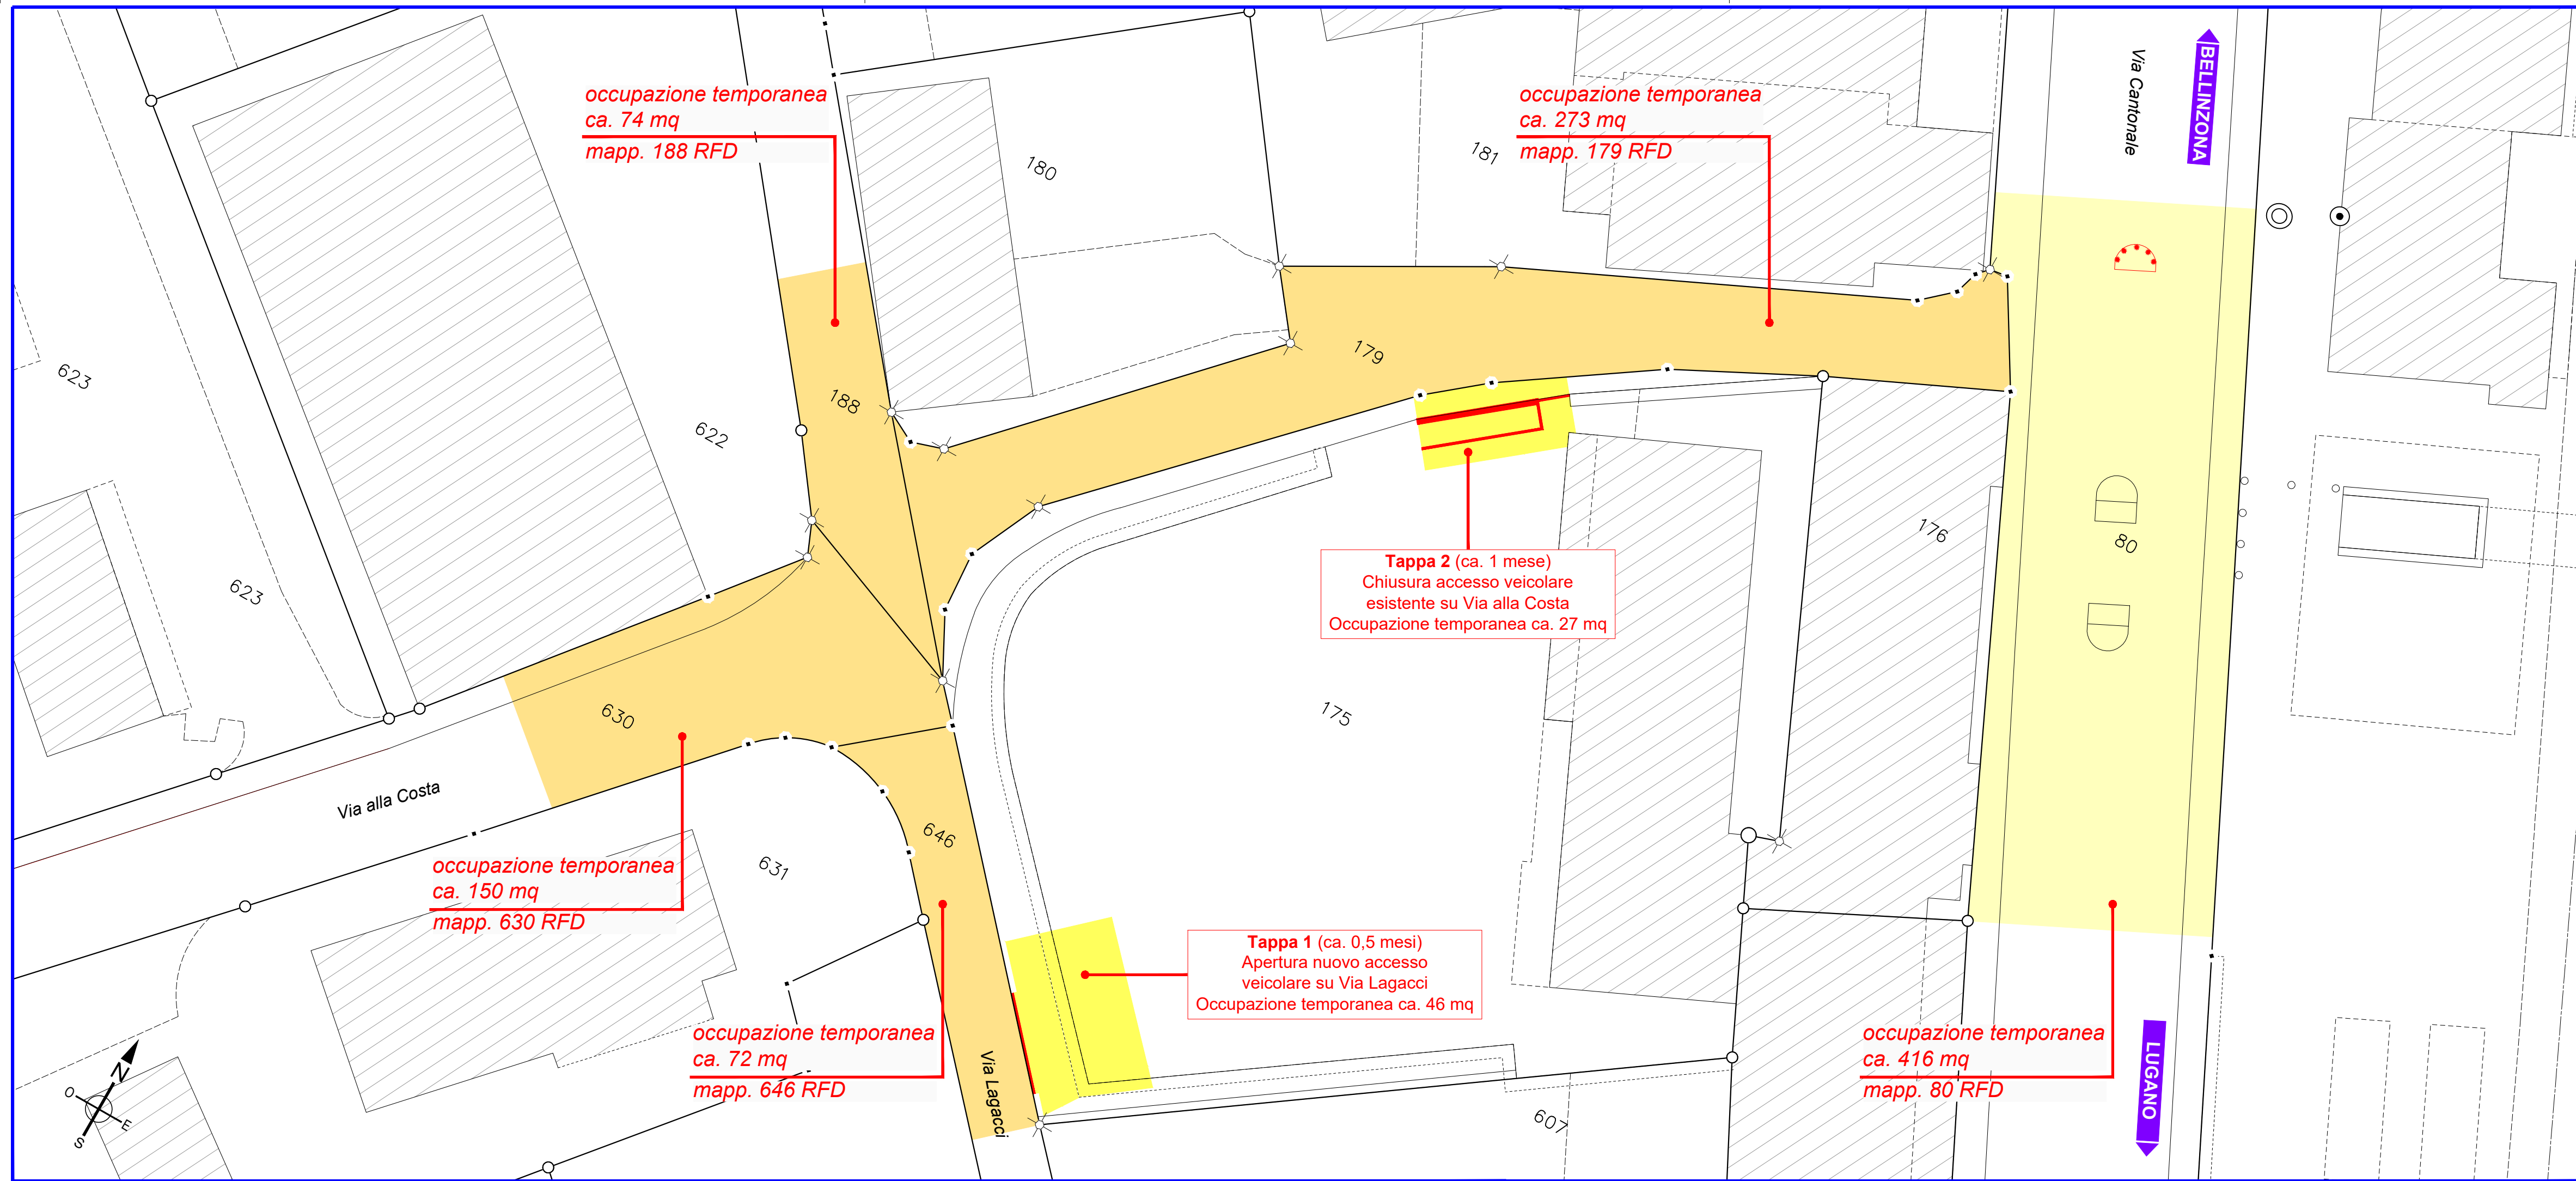 occupazione temporanea
ca. 74 mq
mapp. 188 RFD
occupazione temporanea
ca. 273 mq
mapp. 179 RFD
Via Cantonale
BELLINZONA
180
181
623
622
188
179
176
80
Tappa 2 (ca. 1 mese)
Chiusura accesso veicolare
esistente su Via alla Costa
Occupazione temporanea ca. 27 mq
623
630
175
Via alla Costa
646
631
occupazione temporanea
ca. 150 mq
mapp. 630 RFD
Tappa 1 (ca. 0,5 mesi)
Apertura nuovo accesso
veicolare su Via Lagacci
Occupazione temporanea ca. 46 mq
occupazione temporanea
ca. 72 mq
mapp. 646 RFD
Via Lagacci
occupazione temporanea
ca. 416 mq
mapp. 80 RFD
LUGANO
607
N
O
E
S